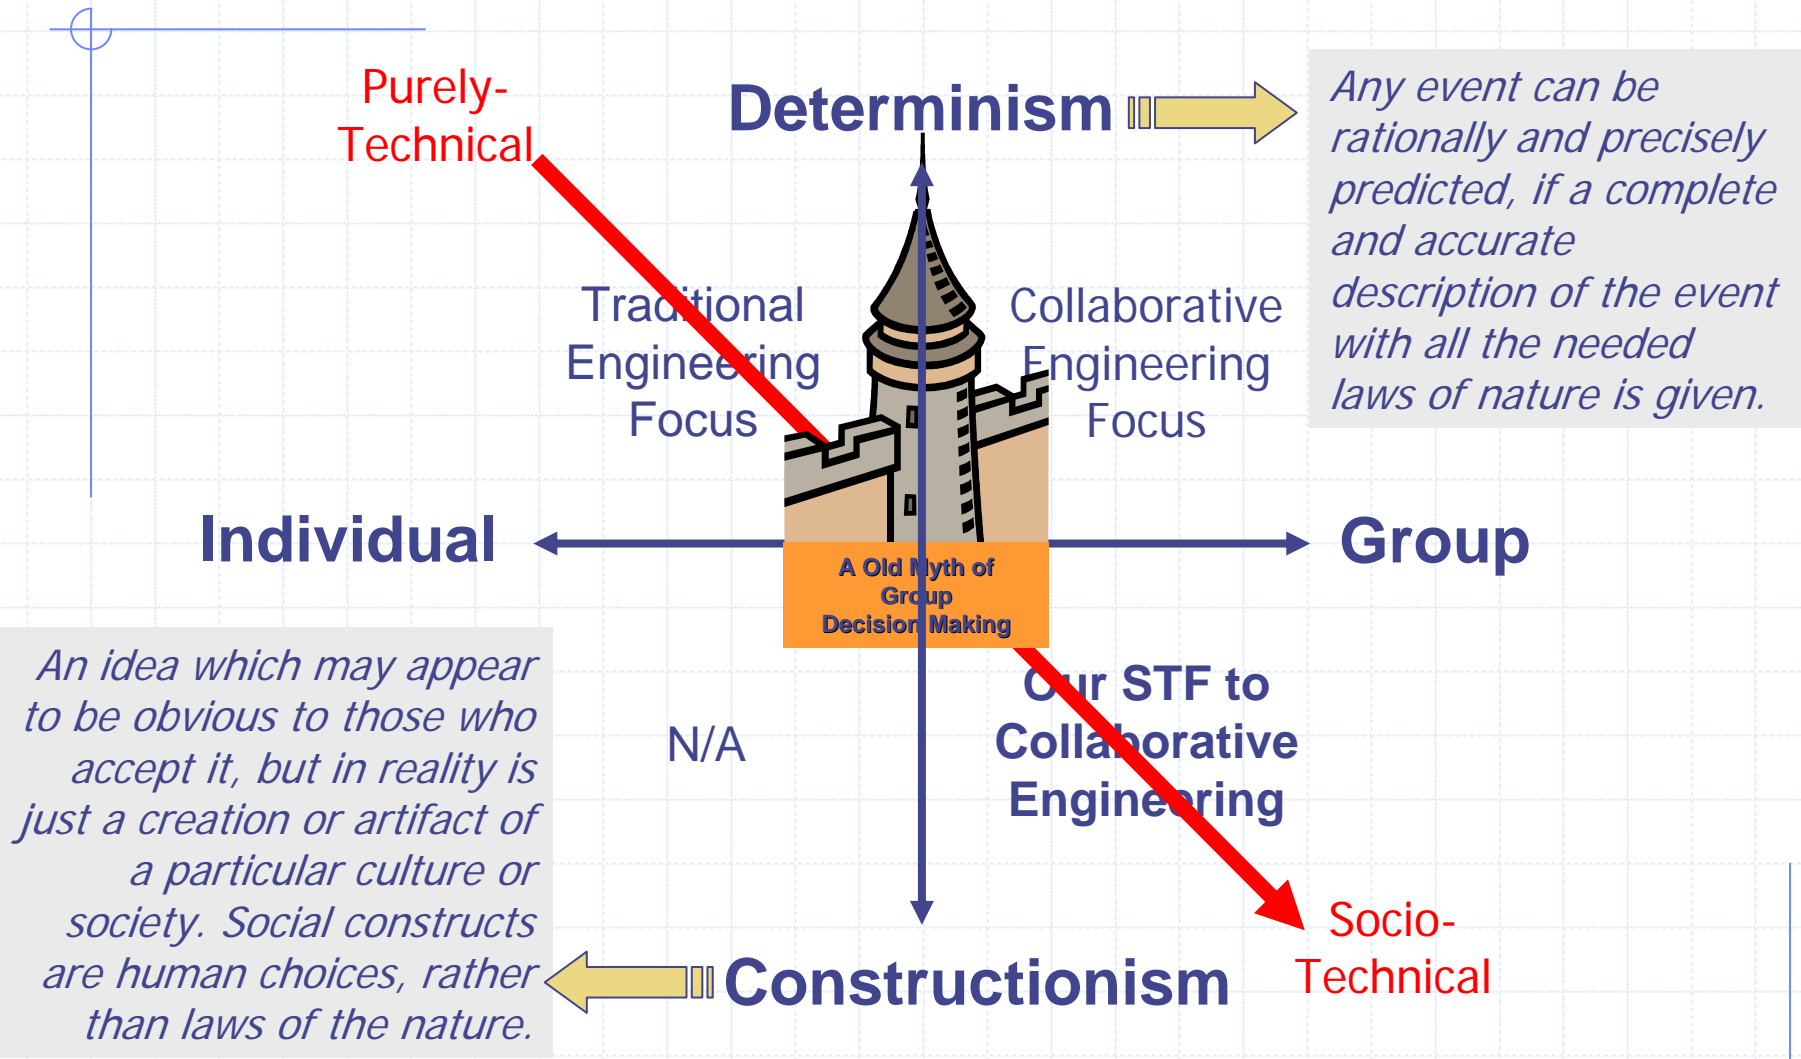 Purely-
Technical
Determinism
Any event can be
rationally and precisely
predicted, if a complete
and accurate
description of the event
with all the needed
laws of nature is given.
Traditional
Engineering
Focus
Collaborative
Engineering
Focus
Individual
Group
A Old Myth of
Group
Decision Making
An idea which may appear
to be obvious to those who
accept it, but in reality is
just a creation or artifact of
a particular culture or
society. Social constructs
are human choices, rather
than laws of the nature.
N/A
Our STF to
Collaborative
Engineering
Socio-
Technical
Constructionism